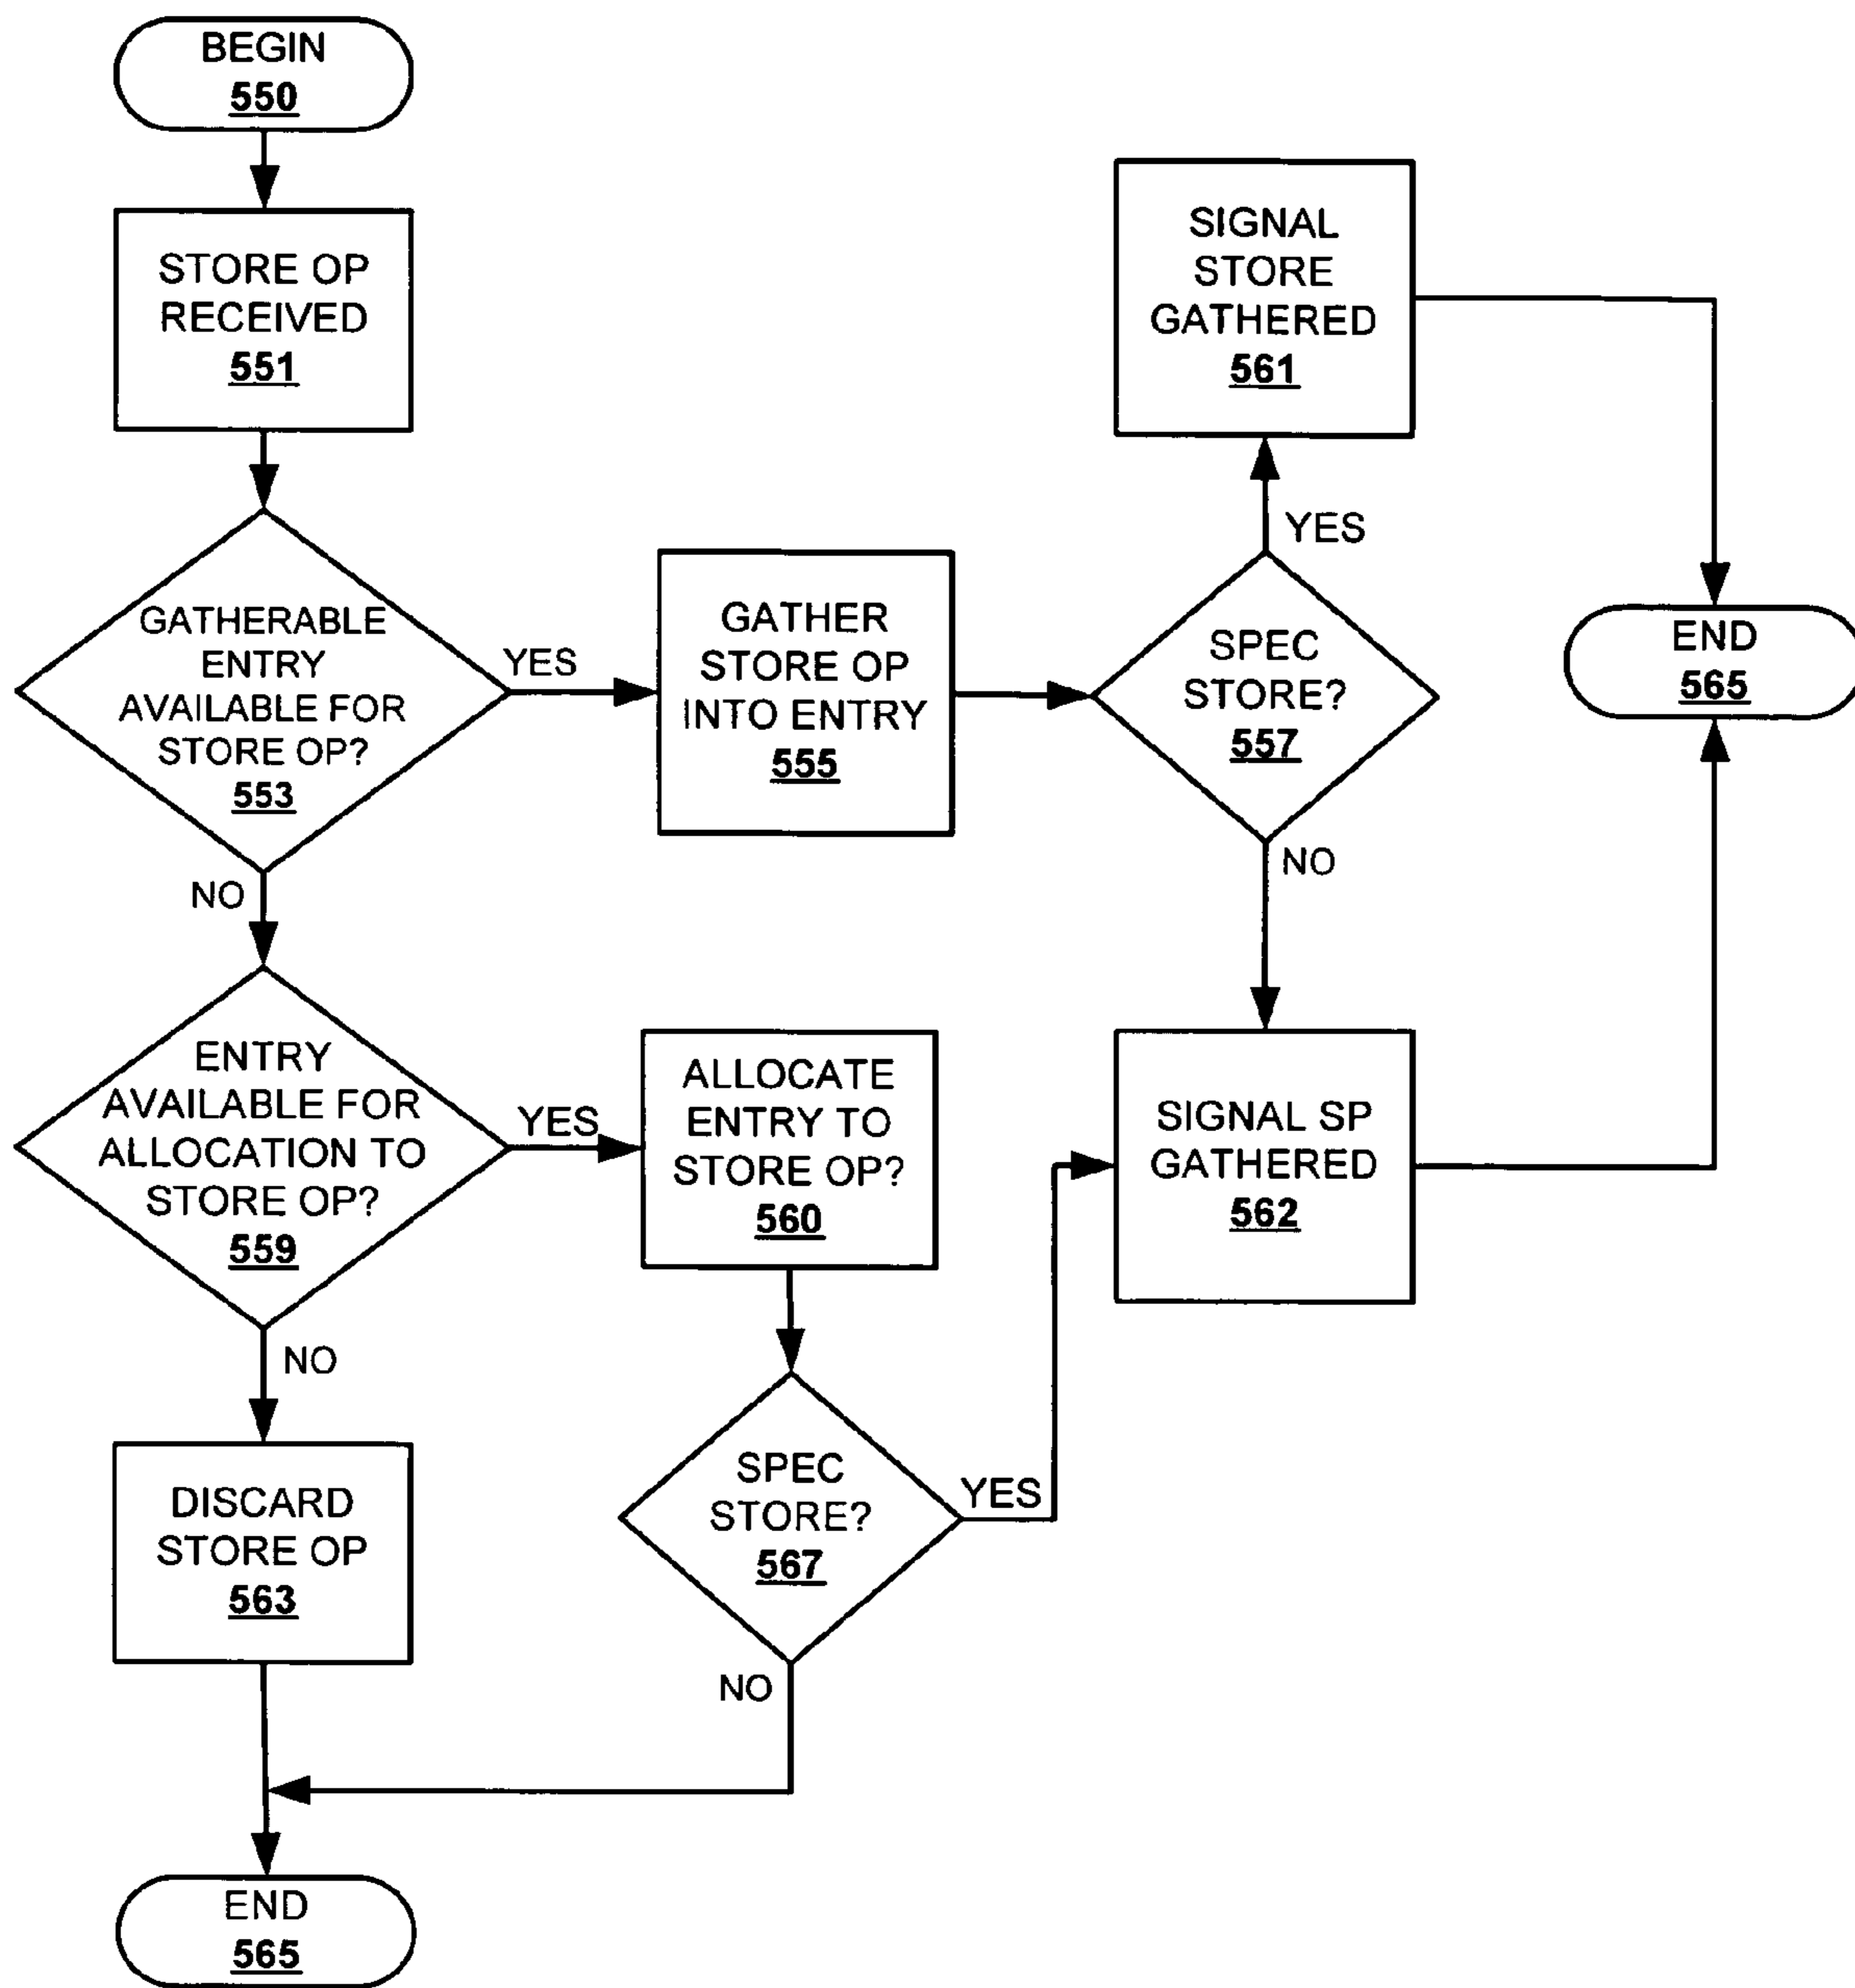 BEGIN
550
STORE OP
RECEIVED
551
GATHERABLE
ENTRY
AVAILABLE FOR
STORE OP?
553
YES
NO
GATHER
STORE OP
INTO ENTRY
555
SPEC
STORE?
557
YES
NO
SIGNAL
STORE
GATHERED
561
END
565
ENTRY
AVAILABLE FOR
ALLOCATION TO
STORE OP?
559
YES
NO
ALLOCATE
ENTRY TO
STORE OP?
560
SIGNAL SP
GATHERED
562
DISCARD
STORE OP
563
SPEC
STORE?
567
YES
NO
END
565